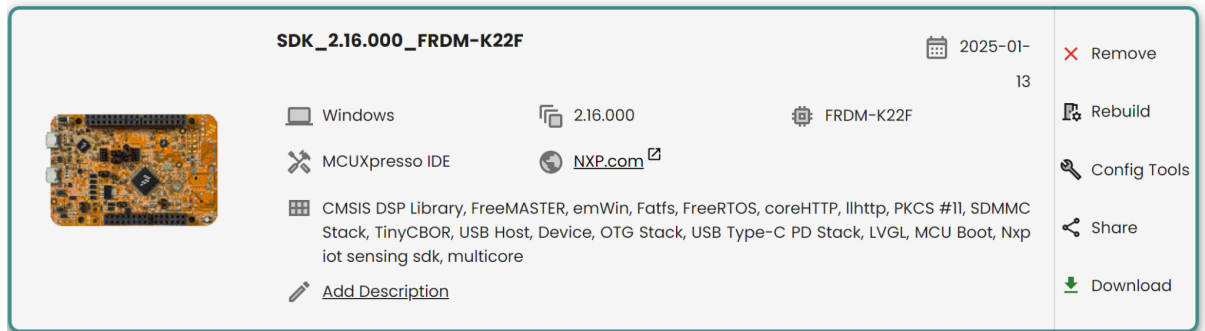 SDK_2.16.000_FRDM-K22F
2025-01-
13
Windows
2.16.000
FRDM-K22F
MCUXpresso IDE
NXP.com
CMSIS DSP Library, FreeMASTER, emWin, Fatfs, FreeRTOS, coreHTTP, llhttp, PKCS #11, SDMMC
Stack, TinyCBOR, USB Host, Device, OTG Stack, USB Type-C PD Stack, LVGL, MCU Boot, Nxp
iot sensing sdk, multicore
Add Description
Remove
Rebuild
Config Tools
Share
Download